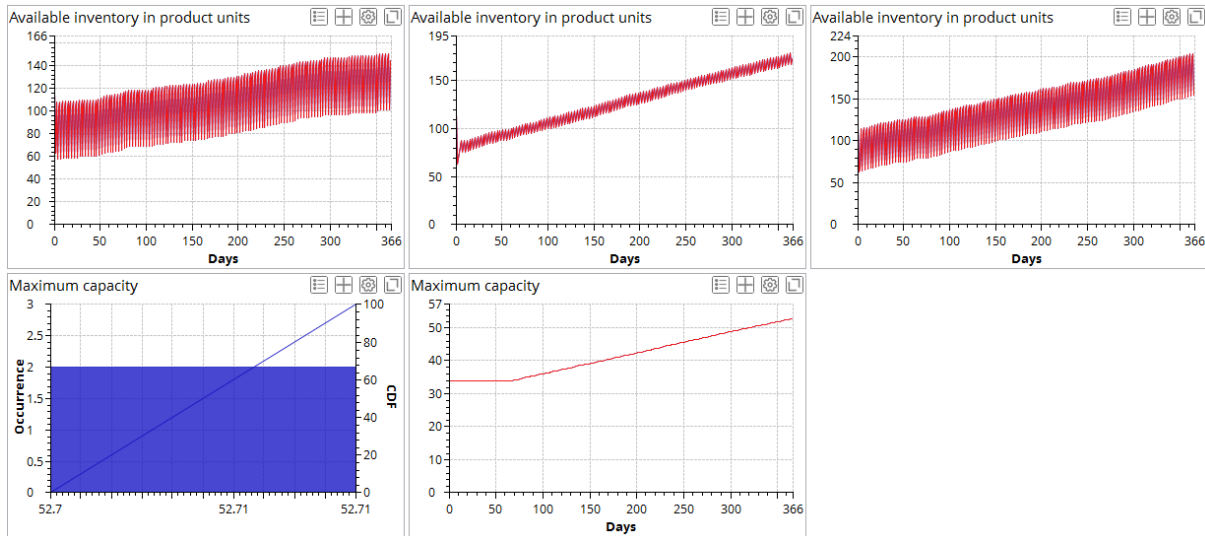 Available inventory in product units
166
140
120
100
80
60
40
20
0
0 50 100 150 200 250 300 366
Days
Available inventory in product units
195
150
100
50
0
0 50 100 150 200 250 300 366
Days
Available inventory in product units
224
200
150
100
50
0
0 50 100 150 200 250 300 366
Days
Maximum capacity
Occurrence
3
2.5
2
1.5
1
0.5
0
52.7 52.71 52.71
100
80
60
40
20
0
CDF
Maximum capacity
57
50
40
30
20
10
0
0 50 100 150 200 250 300 366
Days